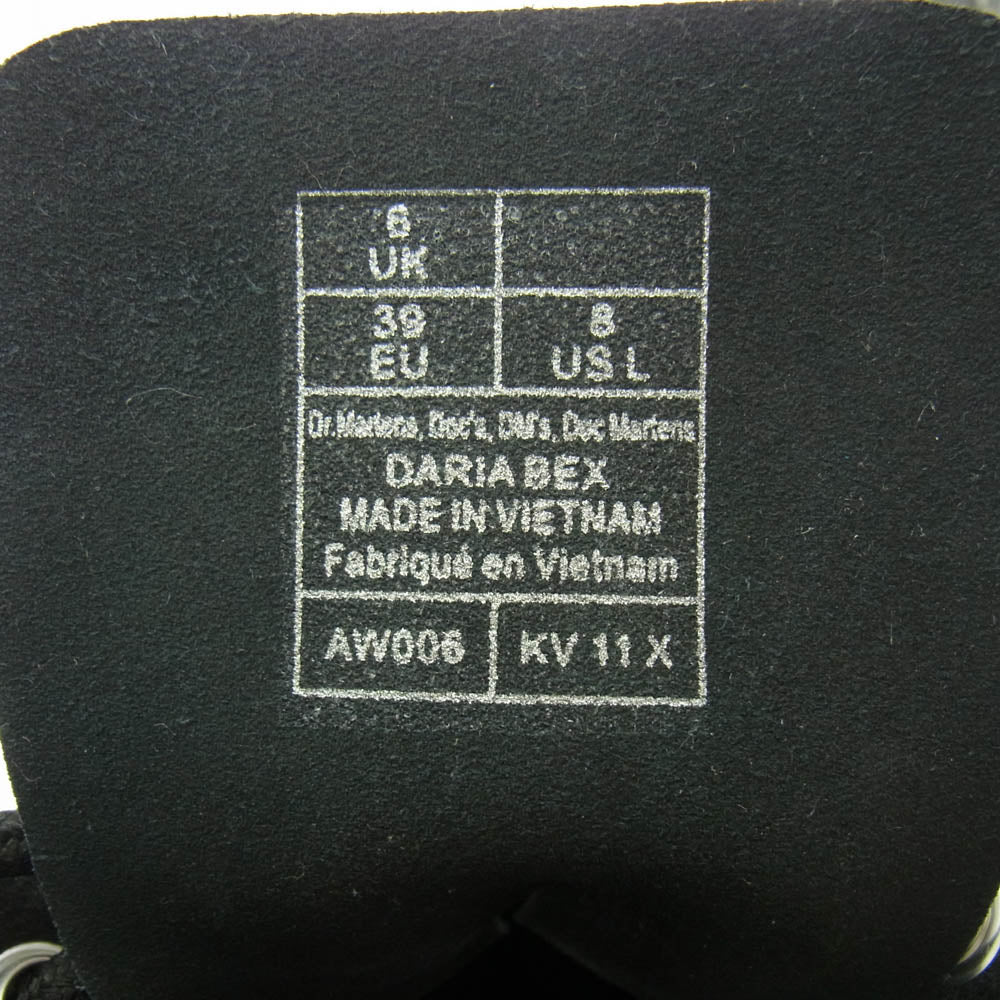 6
UK
39
EU
8
US L
Dr.Martens, Doc's, DM's, Doc Martens
DARIA BEX
MADE IN VIETNAM
Fabriqué en Vietnam
AW006
KV 11 X